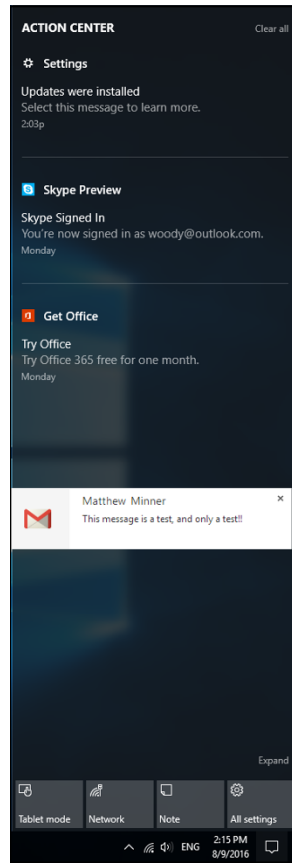 ACTION CENTER Clear all
Settings
Updates were installed
Select this message to learn more.
2:03p
Skype Preview
Skype Signed In
You're now signed in as woody@outlook.com.
Monday
Get Office
Try Office
Try Office 365 free for one month.
Monday
Matthew Minner ×
This message is a test, and only a test!!
Expand
Tablet mode Network Note All settings
2:15 PM
ENG
8/9/2016